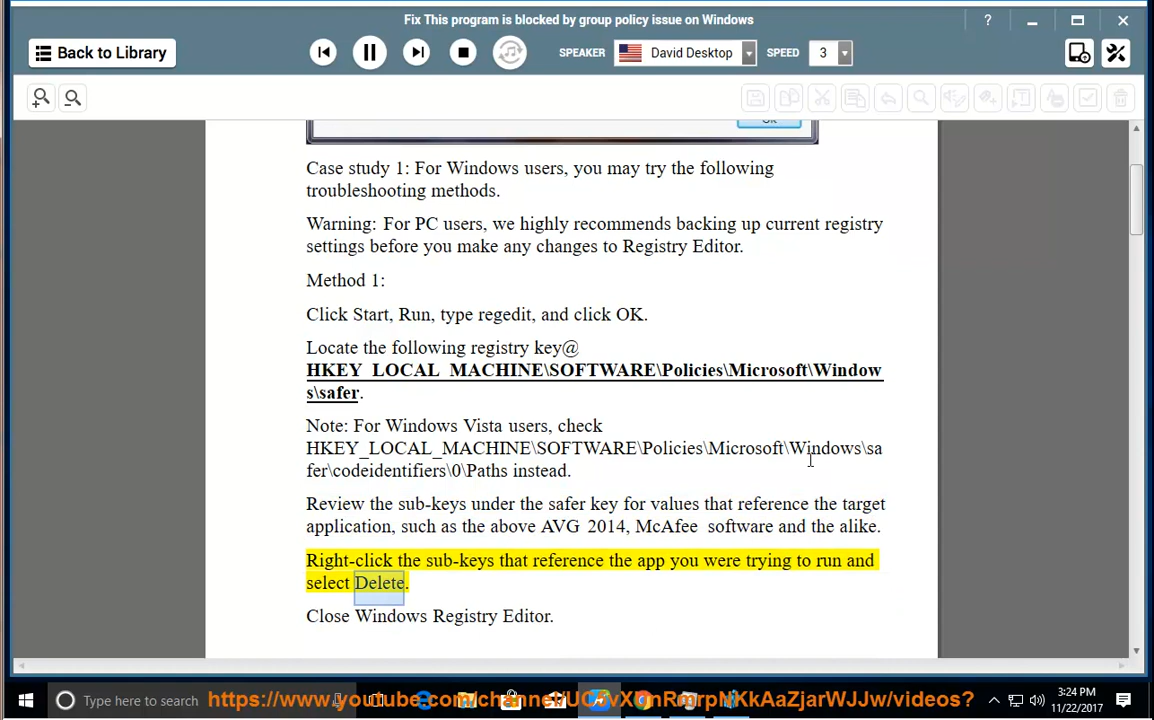 Fix This program is blocked by group policy issue on Windows
?
Back to Library
SPEAKER David Desktop SPEED 3
Case study 1: For Windows users, you may try the following
troubleshooting methods.
Warning: For PC users, we highly recommends backing up current registry
settings before you make any changes to Registry Editor.
Method 1:
Click Start, Run, type regedit, and click OK.
Locate the following registry key@
HKEY_LOCAL_MACHINE\SOFTWARE\Policies\Microsoft\Window
s\safer.
Note: For Windows Vista users, check
HKEY_LOCAL_MACHINE\SOFTWARE\Policies\Microsoft\Windows\sa
fer\codeidentifiers\0\Paths instead.
Review the sub-keys under the safer key for values that reference the target
application, such as the above AVG 2014, McAfee software and the alike.
Right-click the sub-keys that reference the app you were trying to run and
select Delete.
Close Windows Registry Editor.
Type here to search
3:24 PM
11/22/2017